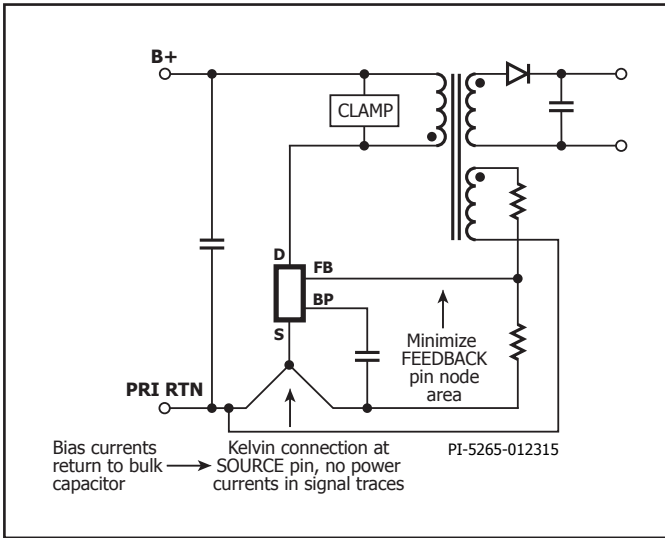 B+
CLAMP
D
FB
BP
S
Minimize
FEEDBACK
pin node
area
PRI RTN
PI-5265-012315
Bias currents
return to bulk
capacitor
Kelvin connection at
SOURCE pin, no power
currents in signal traces